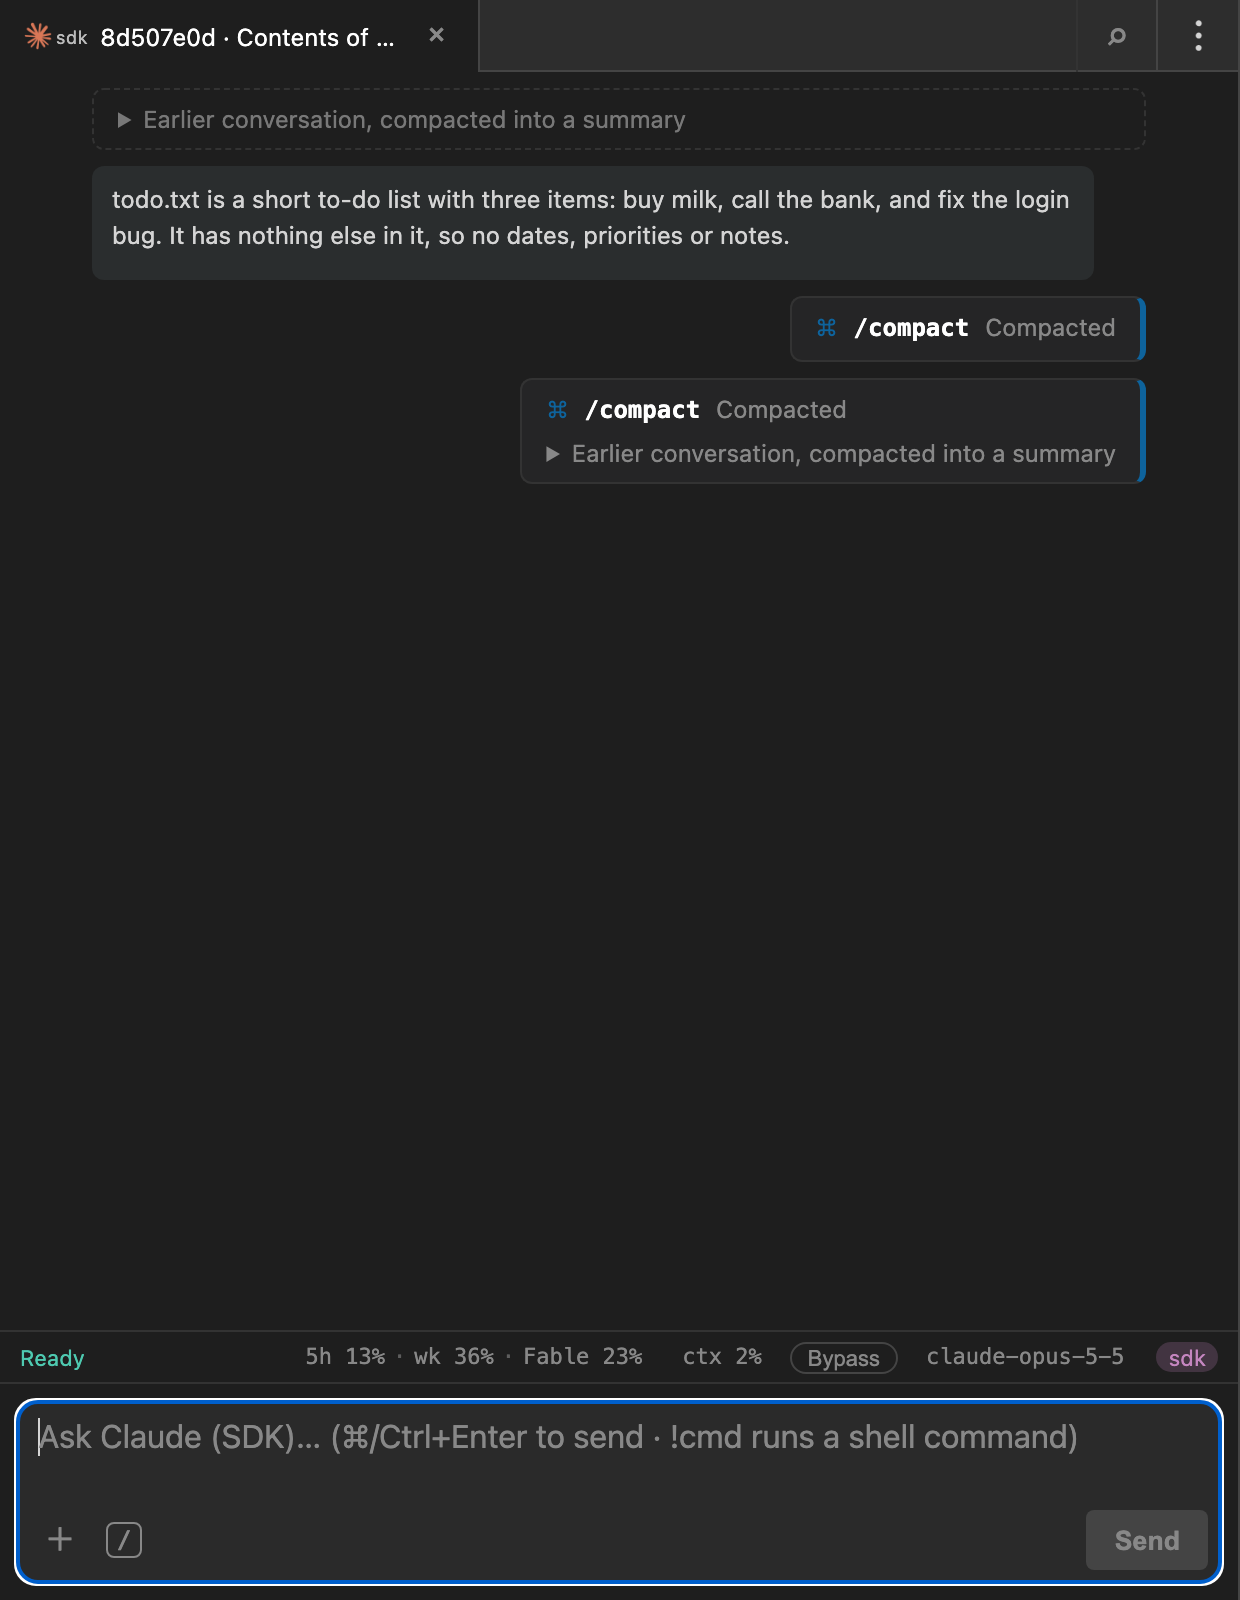 sdk 8d507e0d · Contents of ... ×
▶ Earlier conversation, compacted into a summary
todo.txt is a short to-do list with three items: buy milk, call the bank, and fix the login
bug. It has nothing else in it, so no dates, priorities or notes.
⌘ /compact Compacted
⌘ /compact Compacted
▶ Earlier conversation, compacted into a summary
Ready 5h 13% · wk 36% · Fable 23% ctx 2% Bypass claude-opus-5-5 sdk
Ask Claude (SDK)... (⌘/Ctrl+Enter to send · !cmd runs a shell command)
+ / Send